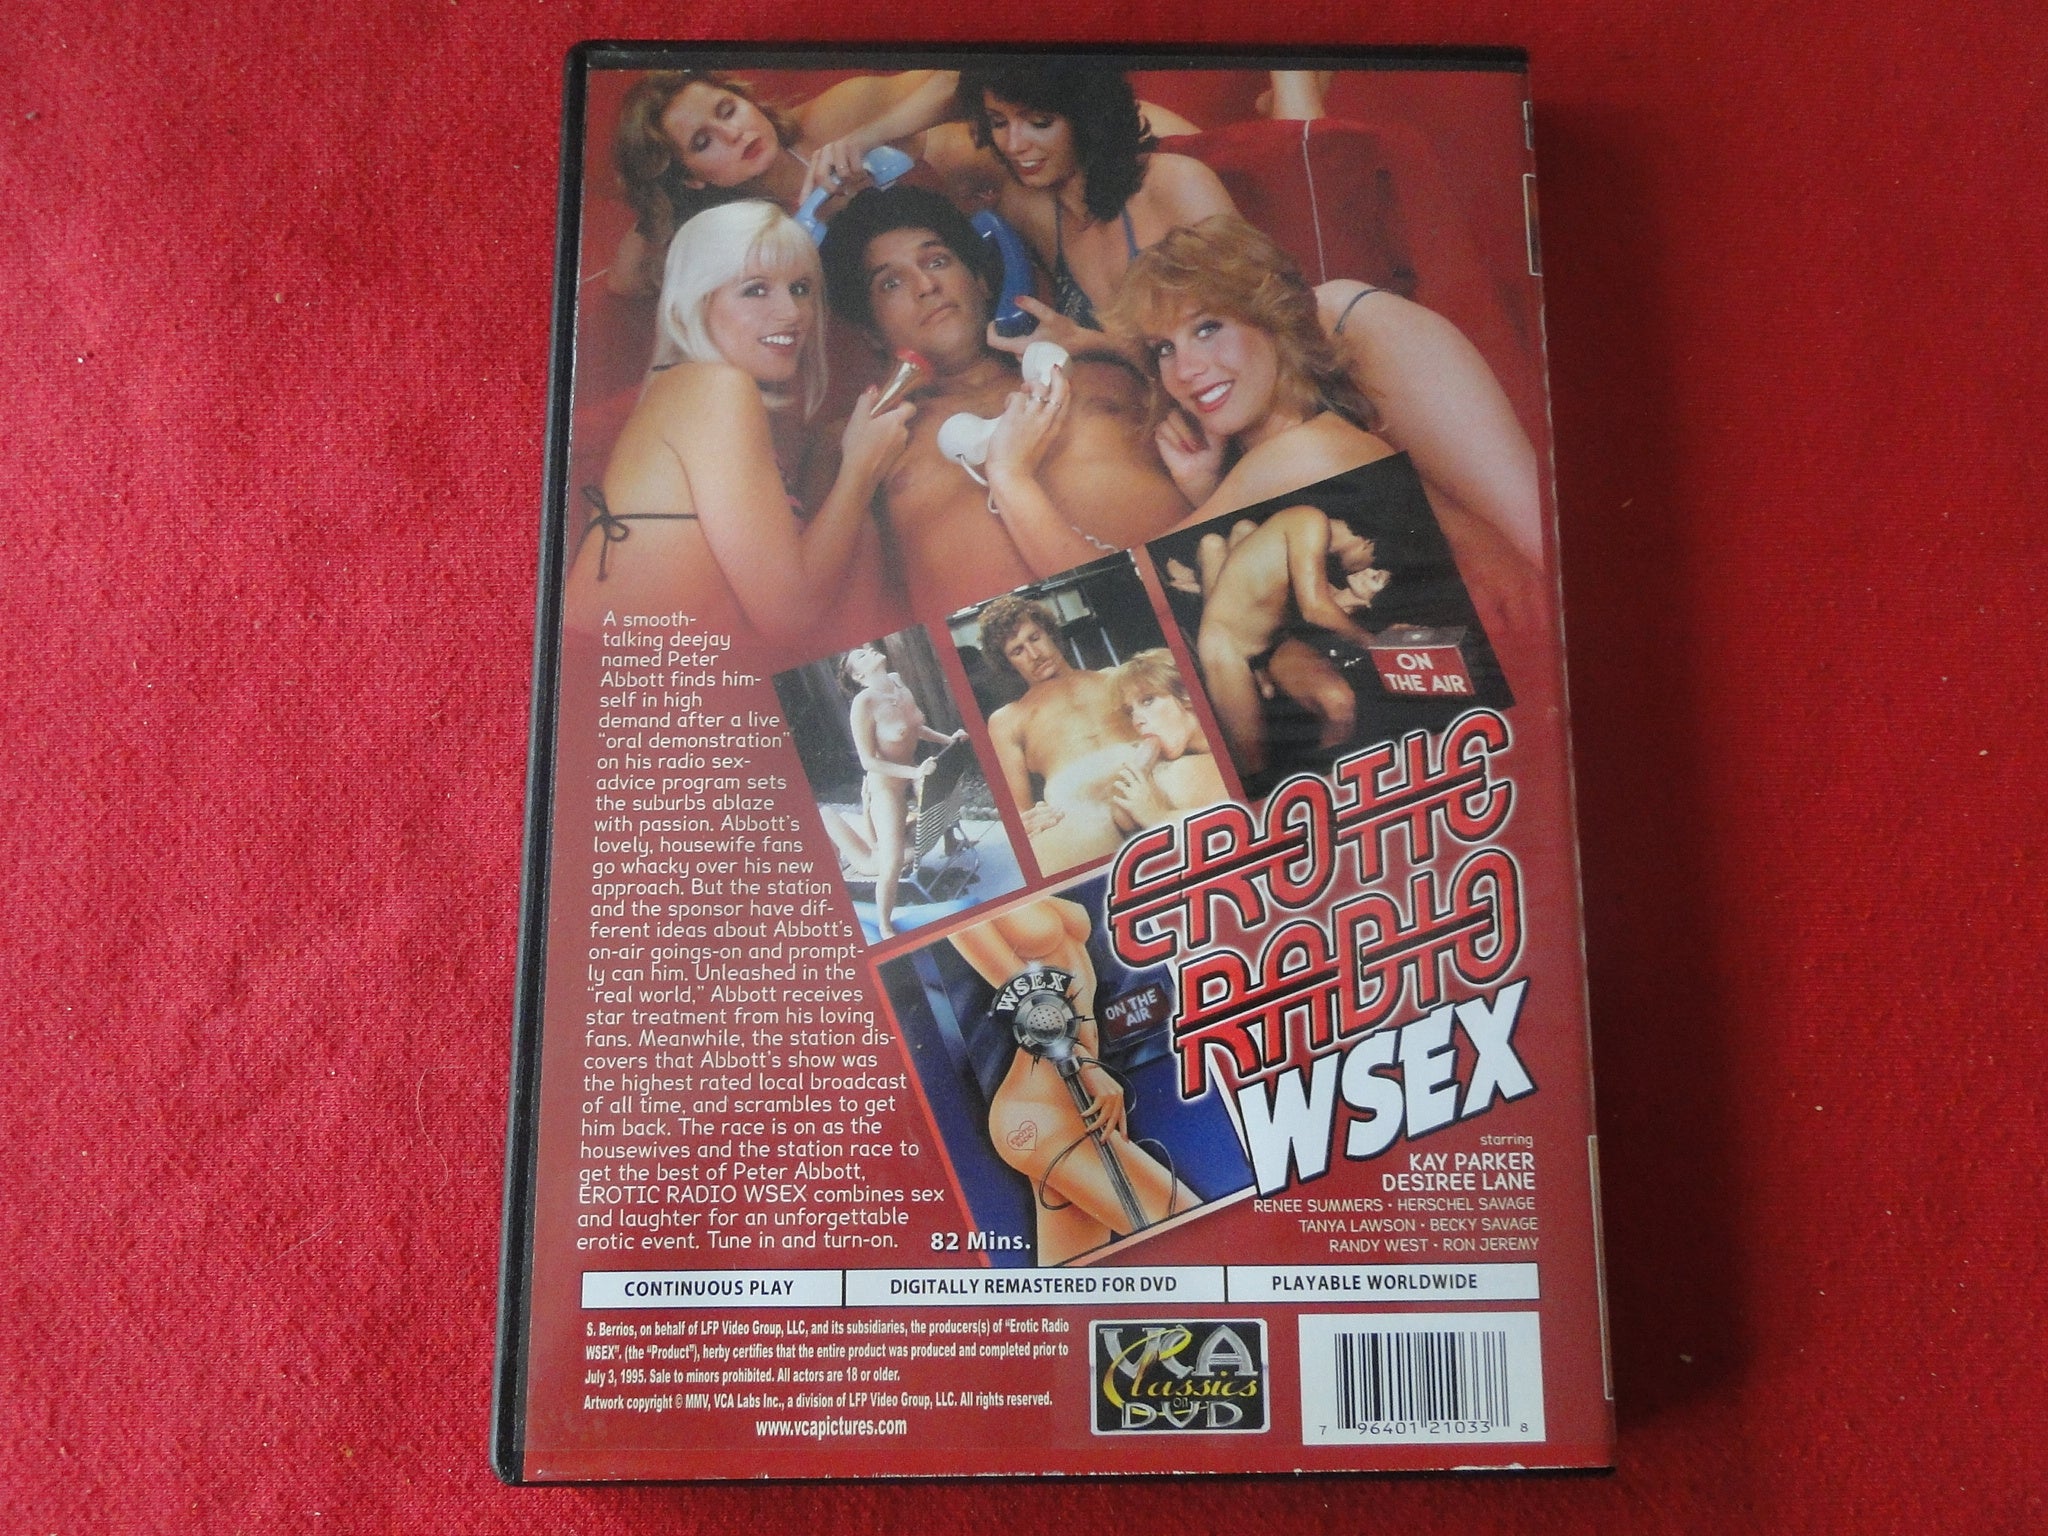 A smooth-
talking deejay
named Peter
Abbott finds him-
self in high
demand after a live
"oral demonstration"
on his radio sex-
advice program sets
the suburbs ablaze
with passion. Abbott's
lovely, housewife fans
go whacky over his new
approach. But the station
and the sponsor have dif-
ferent ideas about Abbott's
on-air goings-on and prompt-
ly can him. Unleashed in the
"real world," Abbott receives
star treatment from his loving
fans. Meanwhile, the station dis-
covers that Abbott's show was
the highest rated local broadcast
of all time, and scrambles to get
him back. The race is on as the
housewives and the station race to
get the best of Peter Abbott,
EROTIC RADIO WSEX combines sex
and laughter for an unforgettable
erotic event. Tune in and turn-on.
82 Mins.
ON
THE AIR
EROTIC
RADIO
WSEX
WSEX
ON THE
AIR
EROTIC
RADIO
starring
KAY PARKER
DESIREE LANE
RENEE SUMMERS • HERSCHEL SAVAGE
TANYA LAWSON • BECKY SAVAGE
RANDY WEST • RON JEREMY
CONTINUOUS PLAY
DIGITALLY REMASTERED FOR DVD
PLAYABLE WORLDWIDE
S. Berrios, on behalf of LFP Video Group, LLC, and its subsidiaries, the producers(s) of "Erotic Radio
WSEX". (the "Product"), herby certifies that the entire product was produced and completed prior to
July 3, 1995. Sale to minors prohibited. All actors are 18 or older.
Artwork copyright © MMV, VCA Labs Inc., a division of LFP Video Group, LLC. All rights reserved.
www.vcapictures.com
VCA
Classics
on
DVD
7 96401 21033 8